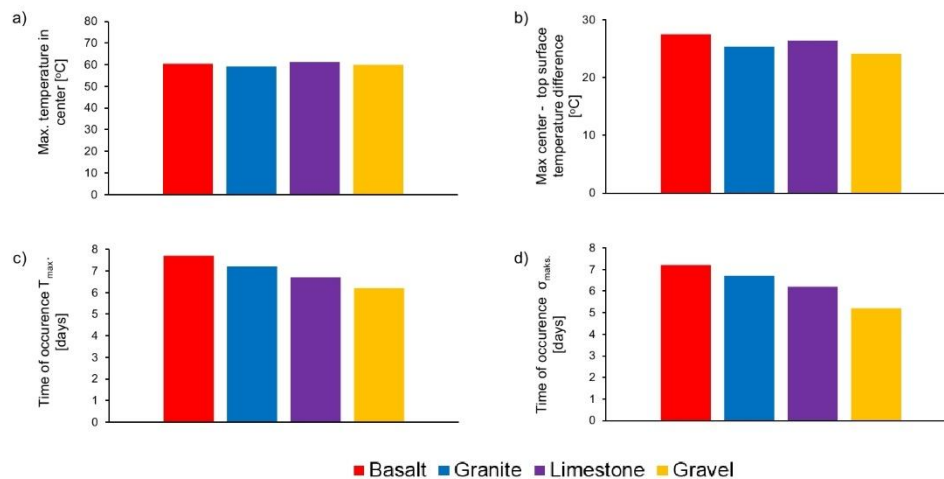 a)
Max. temperature in
center [°C]
80
70
60
50
40
30
20
10
0
b)
Max center - top surface
temperature difference
[°C]
30
20
10
0
c)
Time of occurence Tmax.
[days]
8
7
6
5
4
3
2
1
0
d)
Time of occurence σmaks.
[days]
8
7
6
5
4
3
2
1
0
Basalt Granite Limestone Gravel